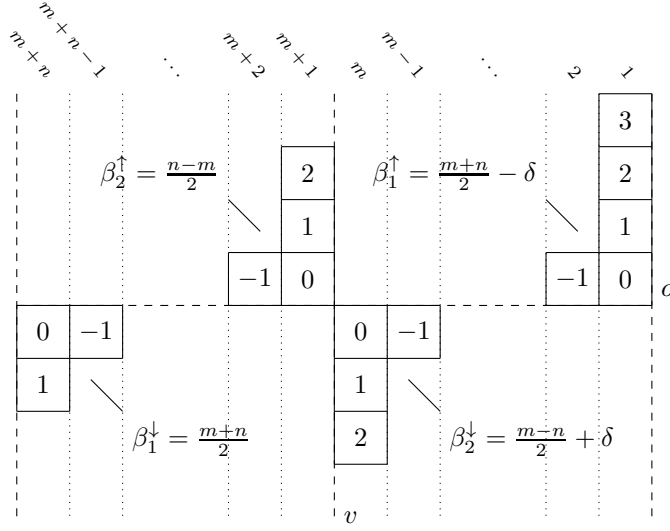 m + n m + n − 1 ... m + 2 m + 1 m m − 1 ... 2 1
3
β₂↑ = (n−m)/2 2 β₁↑ = (m+n)/2 − δ 2
1 1
−1 0 −1 0
o
0 −1 0 −1
1 1
β₁↓ = (m+n)/2 2 β₂↓ = (m−n)/2 + δ
v